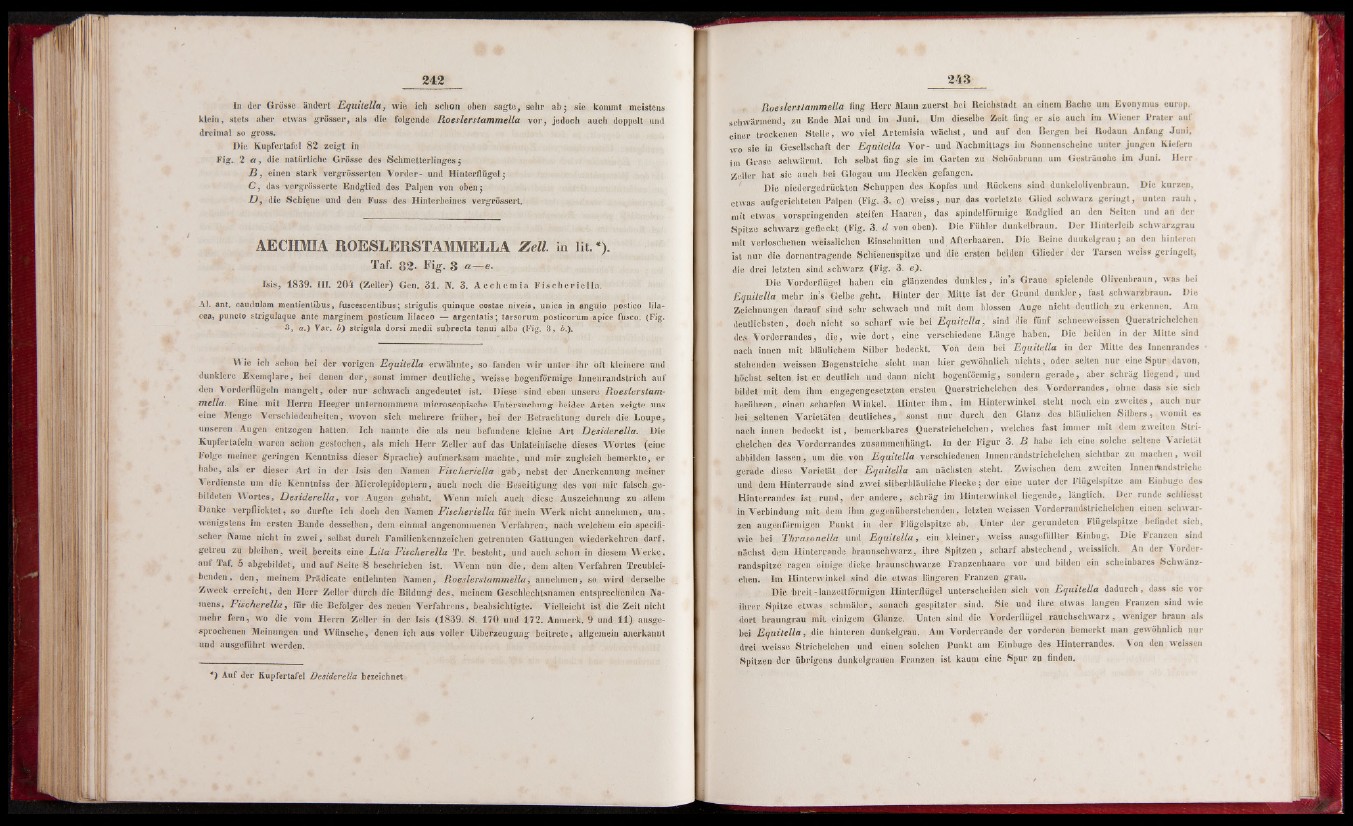 242
In der Grösse ändert Equitella, wie ich schon oben sagte, sehr ab; sie kommt meistens
klein, stets aber etwas grösser, als die folgende Roeslerstammella vor, jedoch auch doppelt und
dreimal so gross.
Die Kupfertafel 82 zeigt in
Fig. 2 a, die natürliche Grösse des Schmetterlinges;
B, einen stark vergrösserten Vorder- und Hinterflügel;
C, das vergrösserte Endglied des Palpen von oben;
D, die Schiene und den Fuss des Hinterbeines vergrössert.
AECHMIA ROESLERSTAMMELLA Zell. in lit.*).
Taf. 82. Fig. 3 a—e.
Isis, 1839. III. 204 (Zeller) Gen. 31. N. 3. Aechemia Fischeriella.
Al. ant. caudulam mentientibus, fuscescentibus; strigulis quinque costae niveis, unica in angulo postico lila-
cea, puncto strigulaque ante marginem posticum lilaceo — argentatis; tarsorum posticorum apice fusco. (Fig.
3, a.) Var. b) strigula dorsi medii subrecta tenui alba (Fig. 3, b.).
Wie ich schon bei der vorigen Equitella erwähnte, so fanden wir unter ihr oft kleinere und
dunklere Exemplare, bei denen der, sonst immer deutliche, weisse bogenförmige Innenrandstrich auf
den Vorderflügeln mangelt, oder nur schwach angedeutet ist. Diese sind eben unsere Roeslerstam-
mella. Eine mit Herrn Heeger unternommene microscopische Untersuchung beider Arten zeigte uns
eine Menge Verschiedenheiten, wovon sich mehrere früher, bei der Betrachtung durch die Loupe,
unseren Augen entzogen hatten. Ich nannte die als neu befundene kleine Art Desiderella. Die
Kupfertafeln waren schon gestochen, als mich Herr Zeller auf das Unlateinische dieses Wortes (eine
Folge meiner geringen Kenntniss dieser Sprache) aufmerksam machte, und mir zugleich bemerkte, er
habe, als er dieser Art in der Isis den Namen Fischeriella gab, nebst der Anerkennung meiner
Verdienste um die Kenntniss der Microlepidoptern, auch noch die Beseitigung des von mir falsch ge-
bildeten Wortes, Desiderella, vor Augen gehabt. Wenn mich auch diese Auszeichnung zu allem
Danke verpflicktet, so durfte ich doch den Namen Fischeriella für mein Werk nicht annehmen, um,
wenigstens im ersten Bande desselben, dem einmal angenommenen Verfahren, nach welchem ein specifi-
scher Name nicht in zwei, selbst durch Familienkennzeichen getrennten Gattungen wiederkehren darf,
getreu zu bleiben, weil bereits eine Lita Fischerella Tr. besteht, und auch schon in diesem Werke,
auf Taf. 5 abgebildet, und auf Seite 8 beschrieben ist. Wenn nun die, dem alten Verfahren Treublei-
benden, den, meinem Prädicate entlehnten Namen, Roeslerstammella, annehmen, so wird derselbe
Zweck erreicht, den Herr Zeller durch die Bildung des, meinem Geschlechtsnamen entsprechenden Na-
mens, Fischerella, für die Befolger des neuen Verfahrens, beabsichtigte. Vielleicht ist die Zeit nicht
mehr fern, wo die vom Herrn Zeller in der Isis (1839. S. 170 und 172. Anmerk. 9 und 11) ausge-
sprochenen Meinungen und Wünsche, denen ich aus voller Uiberzeugung beitrete, allgemein anerkannt
und ausgeführt werden.
*) Auf der Kupfertafel Desiderella bezeichnet
243
Roeslerstammella fing Herr Mann zuerst bei Reichstadt an einem Bache um Evonymus europ.
schwärmend, zu Ende Mai und im Juni. Um dieselbe Zeit fing er sie auch im Wiener Prater auf
einer trockenen Stelle, wo viel Artemisia wächst, und auf den Bergen bei Rodaun Anfang Juni,
wo sie in Gesellschaft der Equitella Vor- und Nachmittags im Sonnenscheine unter jungen Kiefern
im Grase schwärmt. Ich selbst fing sie im Garten zu Schönbrunn um Gesträuche im Juni. Herr
Zeller hat sie auch bei Glogau um Hecken gefangen.
Die niedergedrückten Schuppen des Kopfes und Rückens sind dunkelolivenbraun. Die kurzen,
etwas aufgerichteten Palpen (Fig. 3. c) weiss, nur das vorletzte Glied schwarz geringt, unten rauh,
mit etwas vorspringenden steifen Haaren, das spindelförmige Endglied an den Seiten und an der
Spitze schwarz gefleckt (Fig. 3. d von oben). Die Fühler dunkelbraun. Der Hinterleib schwarzgrau
mit verloschenen weisslichen Einschnitten und Afterhaaren. Die Beine dunkelgrau; an den hinteren
ist nur die dornentragende Schienenspitze und die ersten beiden Glieder der Tarsen weiss geringelt,
die drei letzten sind schwarz (Fig. 3. e).
Die Vorderflügel haben ein glänzendes dunkles, in's Graue spielende Olivenbraun, was bei
Equitella mehr in's Gelbe geht. Hinter der Mitte ist der Grund dunkler, fast schwarzbraun. Die
Zeichnungen darauf sind sehr schwach und mit dem blossen Auge nicht deutlich zu erkennen. Am
deutlichsten, doch nicht so scharf wie bei Equitella, sind die fünf schneeweissen Querstrichelchen
des Vorderrandes, die, wie dort, eine verschiedene Länge haben. Die beiden in der Mitte sind
nach innen mit bläulichem Silber bedeckt. Von dem bei Equitella in der Mitte des Innenrandes
stehenden weissen Bogenstriche sieht man hier gewöhnlich nichts, oder selten nur eine Spur davon,
höchst selten ist er deutlich und dann nicht bogenförmig, sondern gerade, aber schräg liegend, und
bildet mit dem ihm engegengesetzten ersten Querstrichelchen des Vorderrandes, ohne dass sie sich
berühren, einen scharfen Winkel. Hinter ihm, im Hinterwinkel steht noch ein zweites, auch nur
bei seltenen Varietäten deutliches, sonst nur durch den Glanz des bläulichen Silbers, womit es
nach innen bedeckt ist, bemerkbares Querstrichelchen, welches fast immer mit dem zweiten Stri-
chelchen des Vorderrandes zusammenhängt. In der Figur 3. B habe ich eine solche seltene Varietät
abbilden lassen, um die von Equitella verschiedenen Innenrandstrichelchen sichtbar zu machen, weil
gerade diese Varietät der Equitella am nächsten steht. Zwischen dem zweiten Innenrandstriche
und dem Hinterrande sind zwei silberbläuliche Flecke; der eine unter der Flügelspitze am Einbuge des
Hinterrandes ist rund, der andere, schräg im Hinterwinkel liegende, länglich. Der runde schliesst
in Verbindung mit dem ihm gegenüberstehenden, letzten weissen Vorderrandstrichelchen einen schwar-
zen augenförmigen Punkt in der Flügelspitze ab. Unter der gerundeten Flügelspitze befindet sich,
wie bei Thrasonella und Equitella, ein kleiner, weiss ausgefüllter Einbug. Die Franzen sind
nächst dem Hinterrande braunschwarz, ihre Spitzen, scharf abstechend, weisslich. An der Vorder-
randspitze ragen einige dicke braunschwarze Franzenhaare vor und bilden ein scheinbares Schwänz-
chen. Im Hinterwinkel sind die etwas längeren Franzen grau.
Die breit-lanzettförmigen Hinterflügel unterscheiden sich von Equitella dadurch, dass sie vor
ihrer Spitze etwas schmäler, sonach gespitzter sind. Sie und ihre etwas langen Franzen sind wie
dort braungrau mit einigem Glanze. Unten sind die Vorderflügel rauchschwarz, weniger braun als
bei Equitella, die hinteren dunkelgrau. Am Vorderrande der vorderen bemerkt man gewöhnlich nur
drei weisse Strichelchen und einen solchen Punkt am Einbuge des Hinterrandes. Von den weissen
Spitzen der übrigens dunkelgrauen Franzen ist kaum eine Spur zu finden.